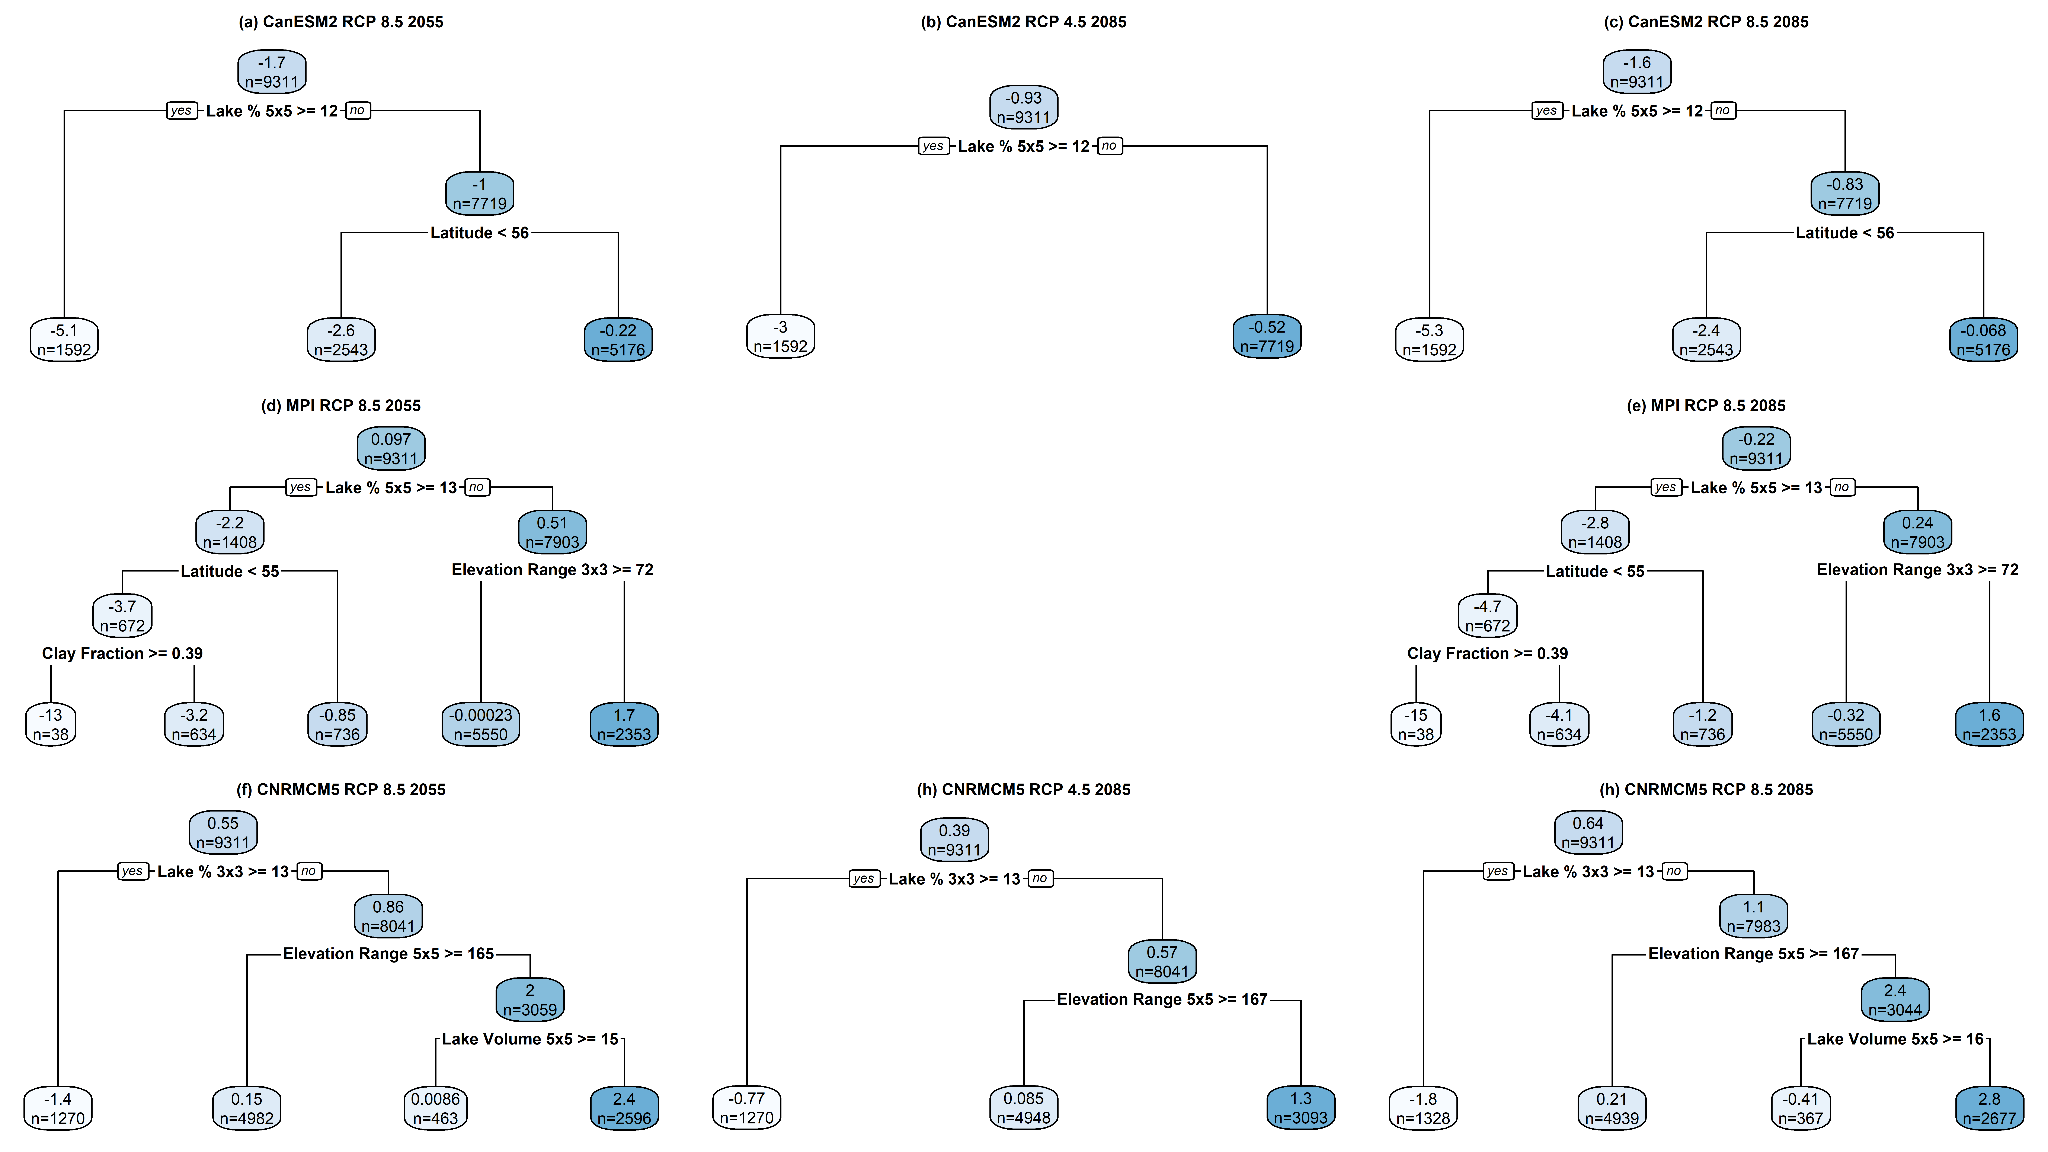 (a) CanESM2 RCP 8.5 2055
-1.7
n=9311
yes Lake % 5x5 >= 12 no
-1
n=7719
Latitude < 56
-5.1
n=1592
-2.6
n=2543
-0.22
n=5176
(b) CanESM2 RCP 4.5 2085
-0.93
n=9311
yes Lake % 5x5 >= 12 no
-3
n=1592
-0.52
n=7719
(c) CanESM2 RCP 8.5 2085
-1.6
n=9311
yes Lake % 5x5 >= 12 no
-0.83
n=7719
Latitude < 56
-5.3
n=1592
-2.4
n=2543
-0.068
n=5176
(d) MPI RCP 8.5 2055
0.097
n=9311
yes Lake % 5x5 >= 13 no
-2.2
n=1408
0.51
n=7903
Latitude < 55
Elevation Range 3x3 >= 72
-3.7
n=672
Clay Fraction >= 0.39
-13
n=38
-3.2
n=634
-0.85
n=736
-0.00023
n=5550
1.7
n=2353
(e) MPI RCP 8.5 2085
-0.22
n=9311
yes Lake % 5x5 >= 13 no
-2.8
n=1408
0.24
n=7903
Latitude < 55
Elevation Range 3x3 >= 72
-4.7
n=672
Clay Fraction >= 0.39
-15
n=38
-4.1
n=634
-1.2
n=736
-0.32
n=5550
1.6
n=2353
(f) CNRMCM5 RCP 8.5 2055
0.55
n=9311
yes Lake % 3x3 >= 13 no
0.86
n=8041
Elevation Range 5x5 >= 165
2
n=3059
Lake Volume 5x5 >= 15
-1.4
n=1270
0.15
n=4982
0.0086
n=463
2.4
n=2596
(h) CNRMCM5 RCP 4.5 2085
0.39
n=9311
yes Lake % 3x3 >= 13 no
0.57
n=8041
Elevation Range 5x5 >= 167
-0.77
n=1270
0.085
n=4948
1.3
n=3093
(h) CNRMCM5 RCP 8.5 2085
0.64
n=9311
yes Lake % 3x3 >= 13 no
1.1
n=7983
Elevation Range 5x5 >= 167
2.4
n=3044
Lake Volume 5x5 >= 16
-1.8
n=1328
0.21
n=4939
-0.41
n=367
2.8
n=2677